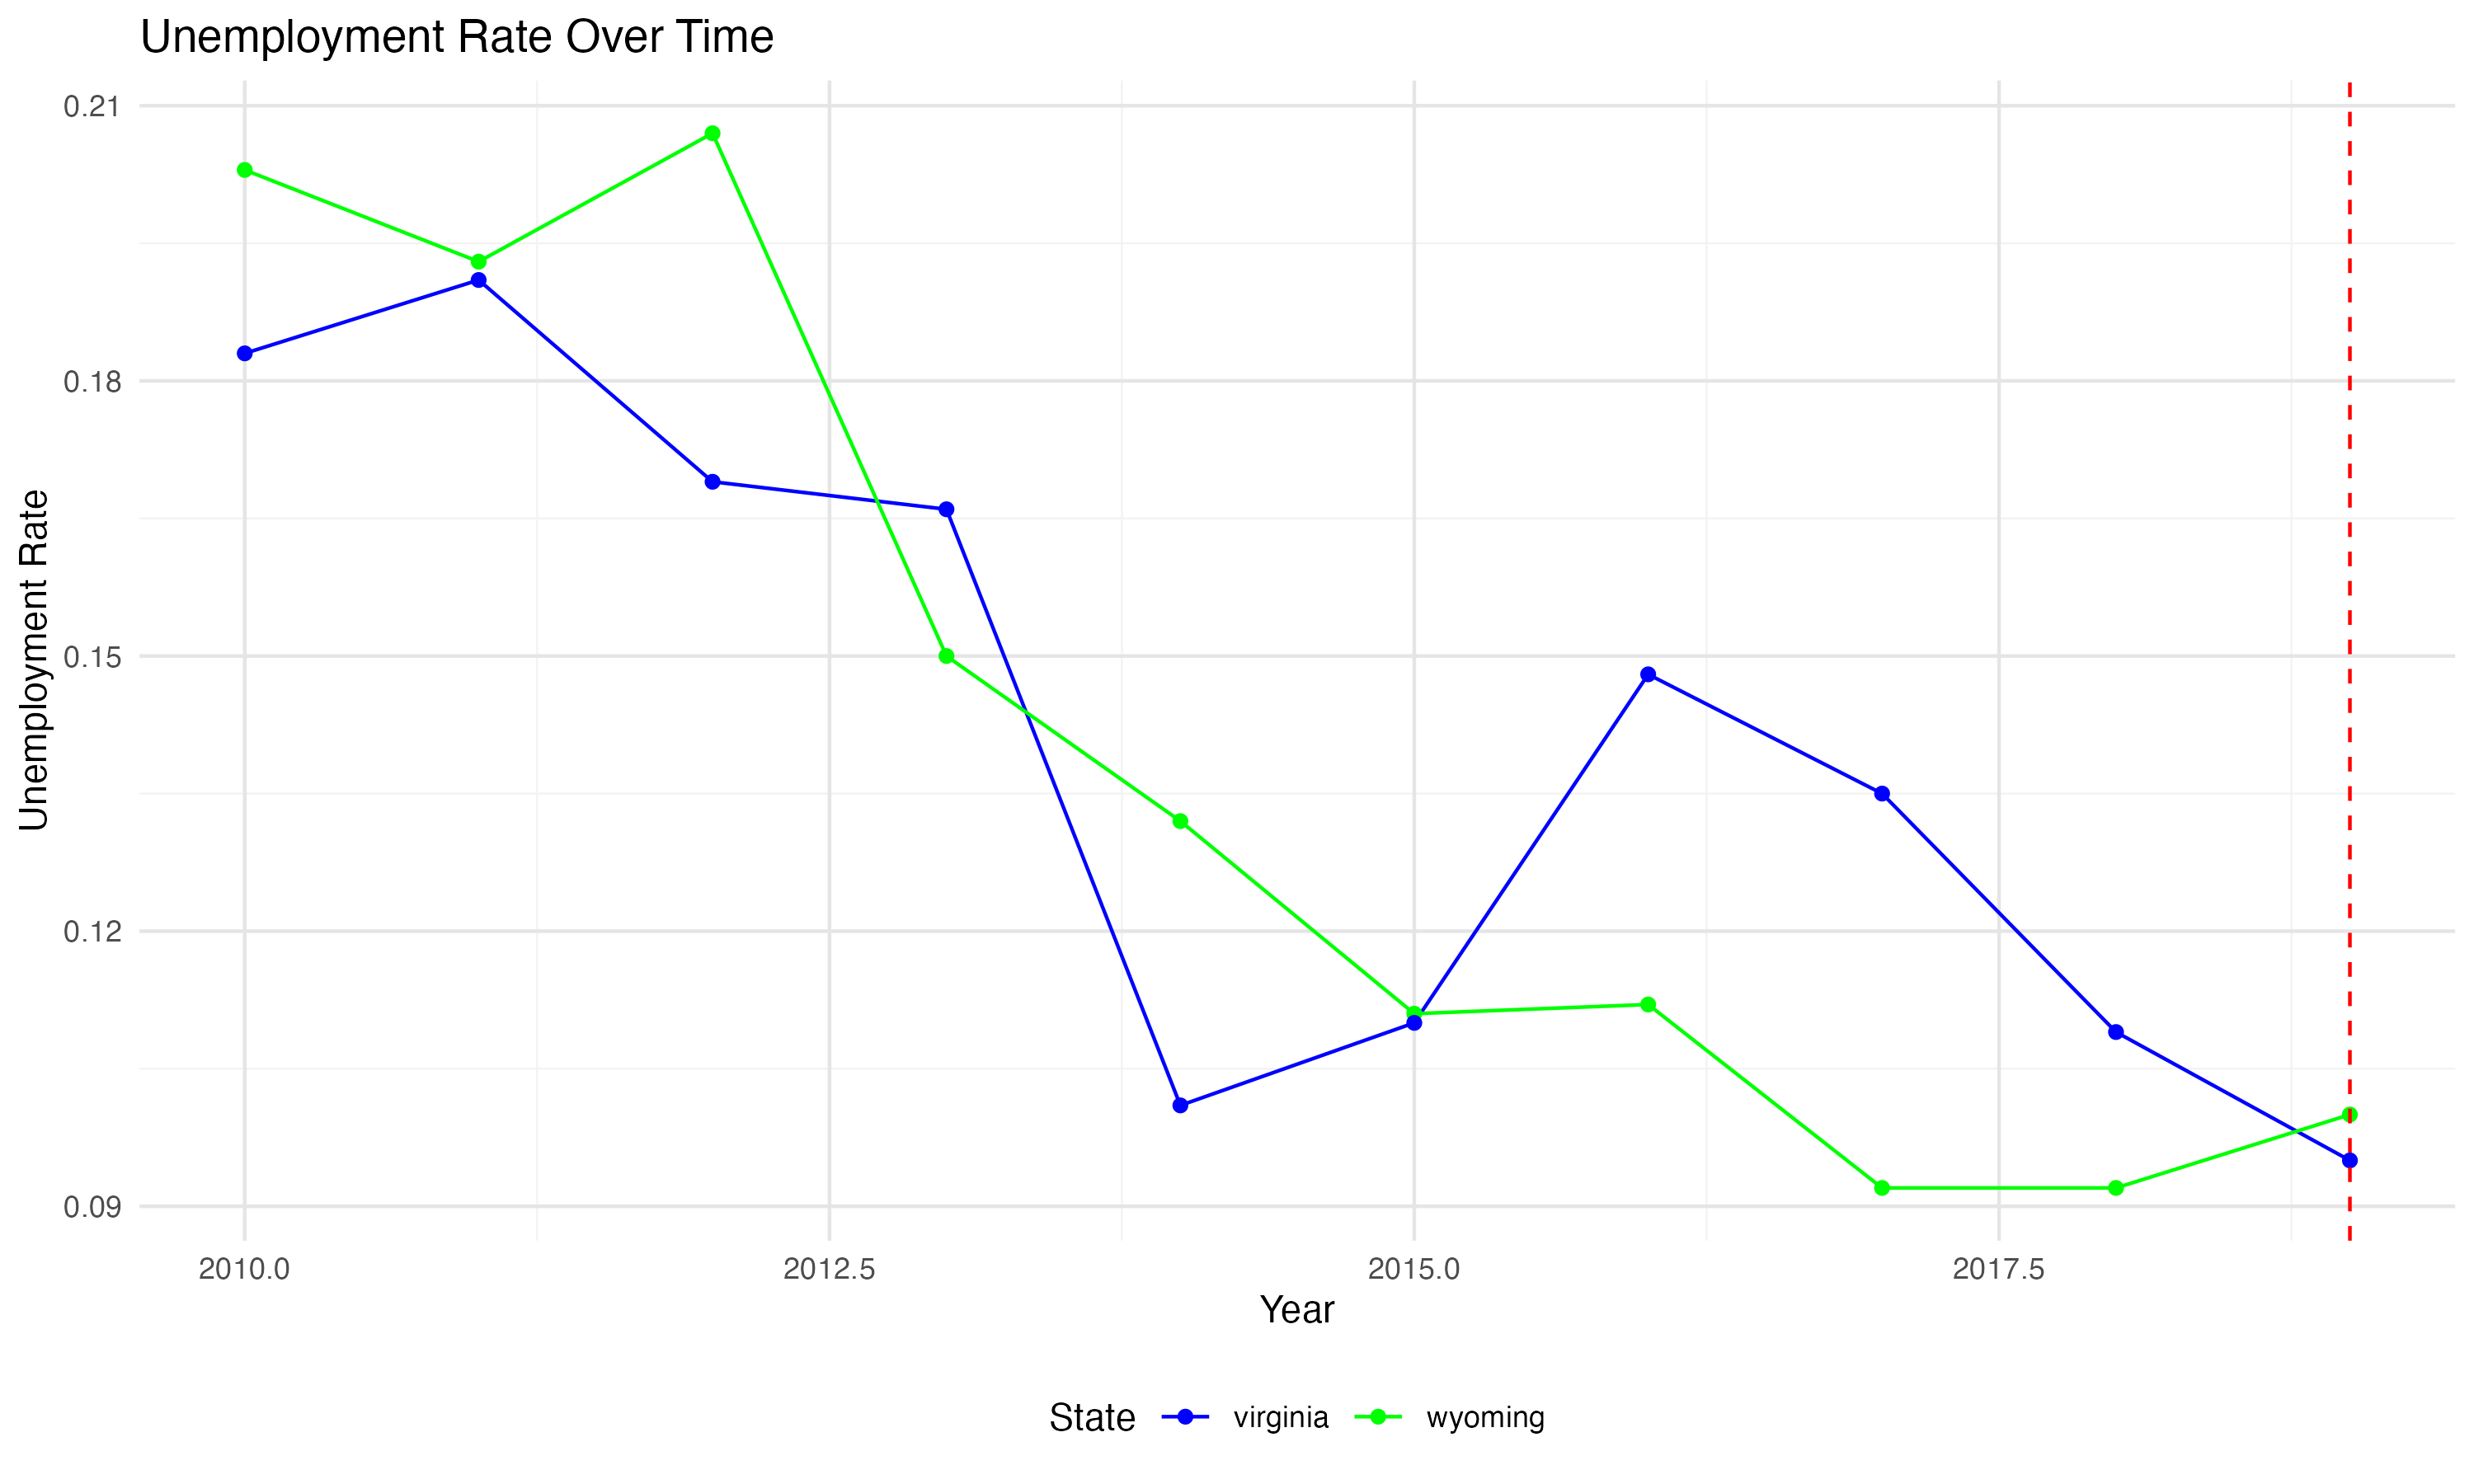 Unemployment Rate Over Time
0.21
0.18
0.15
0.12
0.09
Unemployment Rate
2010.0 2012.5 2015.0 2017.5
Year
State virginia wyoming